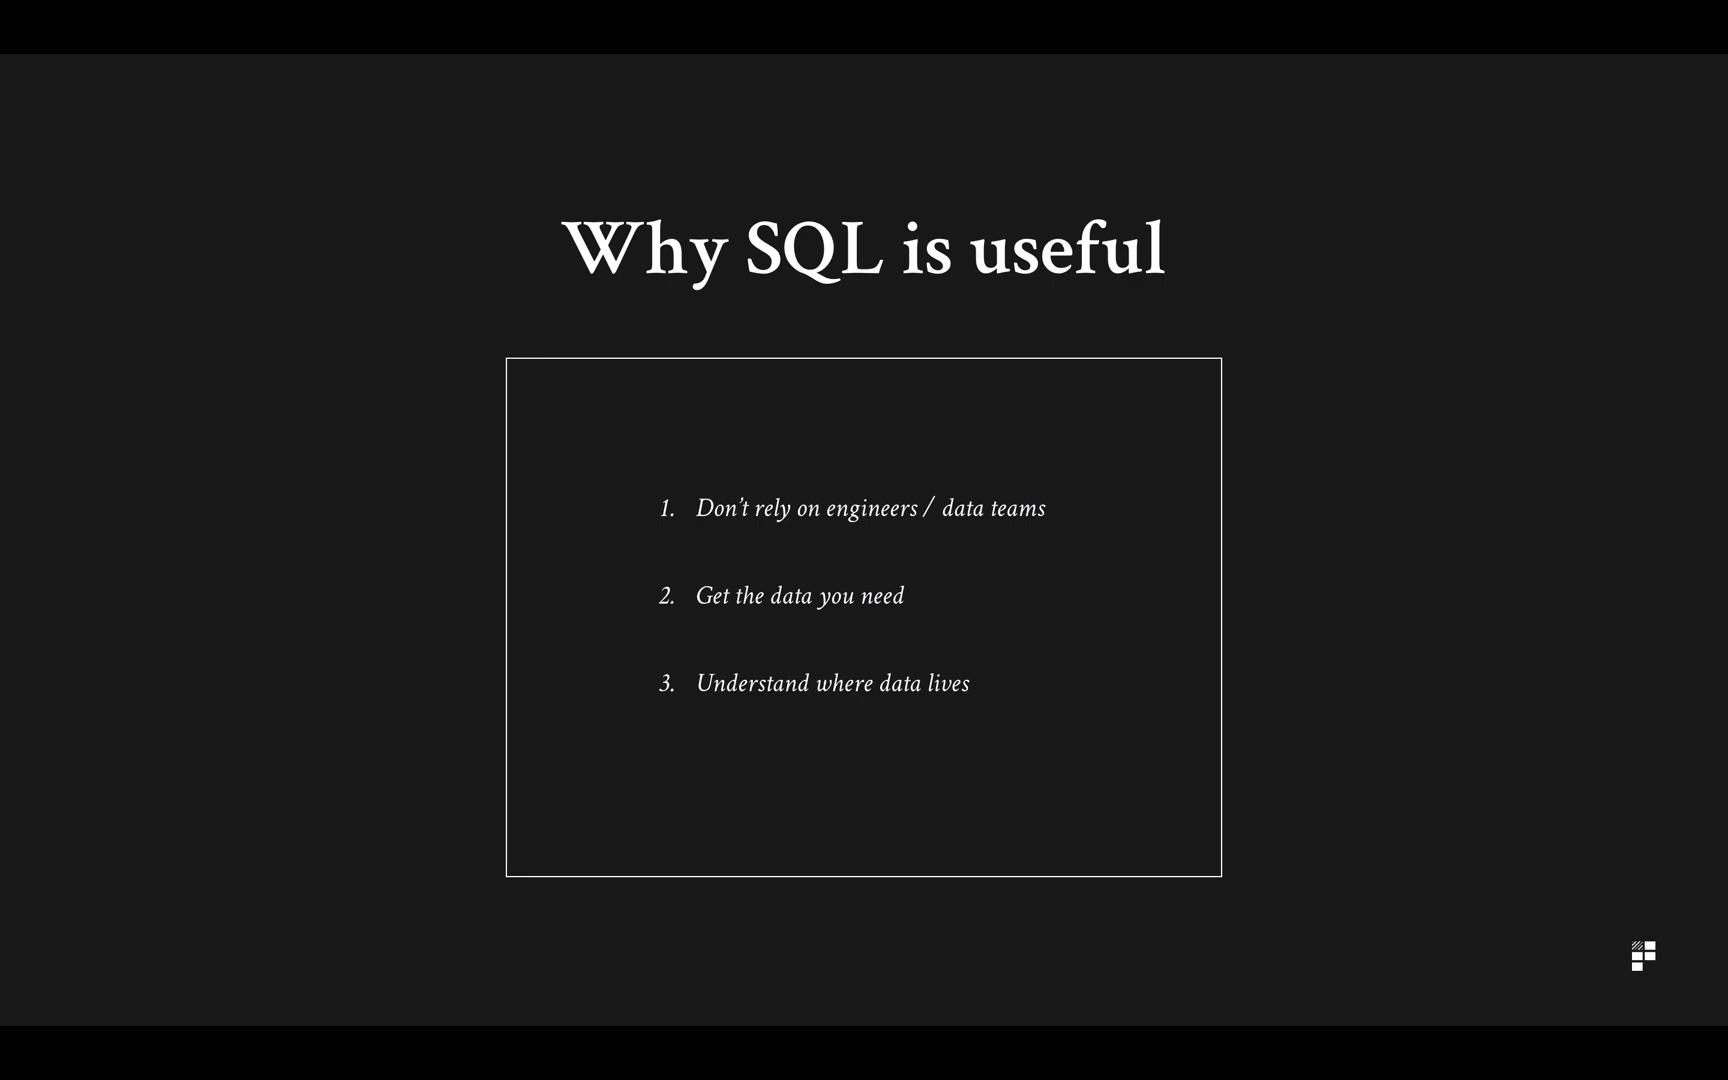 Why SQL is useful
1. Don’t rely on engineers / data teams
2. Get the data you need
3. Understand where data lives